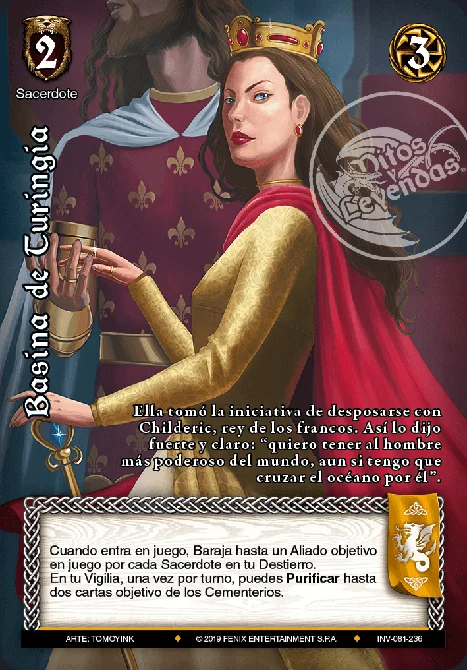 2
3
Sacerdote
Mitos y
Leyendas
Basina de Turingia
Ella tomó la iniciativa de desposarse con
Childeric, rey de los francos. Así lo dijo
fuerte y claro: “quiero tener al hombre
más poderoso del mundo, aun si tengo que
cruzar el océano por él”.
Cuando entra en juego, Baraja hasta un Aliado objetivo
en juego por cada Sacerdote en tu Destierro.
En tu Vigilia, una vez por turno, puedes Purificar hasta
dos cartas objetivo de los Cementerios.
ARTE: TOMCYINK
© 2019 FENIX ENTERTAINMENT S.P.A.
INV-081-236